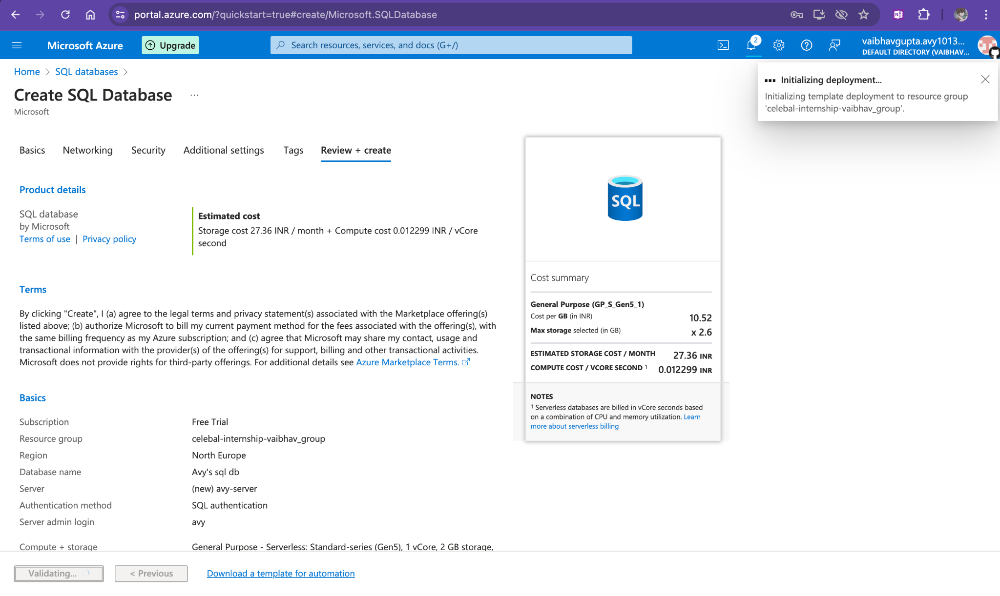 portal.azure.com/?quickstart=true#create/Microsoft.SQLDatabase
Microsoft Azure
Upgrade
Search resources, services, and docs (G+/)
2
vaibhavgupta.avy1013...
DEFAULT DIRECTORY (VAIBHAV...
Home > SQL databases >
Create SQL Database ...
Microsoft
Initializing deployment...
Initializing template deployment to resource group
'celebal-internship-vaibhav_group'.
Basics Networking Security Additional settings Tags Review + create
Product details
SQL database
by Microsoft
Terms of use | Privacy policy
Estimated cost
Storage cost 27.36 INR / month + Compute cost 0.012299 INR / vCore
second
Terms
By clicking "Create", I (a) agree to the legal terms and privacy statement(s) associated with the Marketplace offering(s)
listed above; (b) authorize Microsoft to bill my current payment method for the fees associated with the offering(s), with
the same billing frequency as my Azure subscription; and (c) agree that Microsoft may share my contact, usage and
transactional information with the provider(s) of the offering(s) for support, billing and other transactional activities.
Microsoft does not provide rights for third-party offerings. For additional details see Azure Marketplace Terms.
Basics
Subscription Free Trial
Resource group celebal-internship-vaibhav_group
Region North Europe
Database name Avy's sql db
Server (new) avy-server
Authentication method SQL authentication
Server admin login avy
Compute + storage General Purpose - Serverless: Standard-series (Gen5), 1 vCore, 2 GB storage,
SQL
Cost summary
General Purpose (GP_S_Gen5_1)
Cost per GB (in INR) 10.52
Max storage selected (in GB) x 2.6
ESTIMATED STORAGE COST / MONTH 27.36 INR
COMPUTE COST / VCORE SECOND 1 0.012299 INR
NOTES
1 Serverless databases are billed in vCore seconds based
on a combination of CPU and memory utilization. Learn
more about serverless billing
Validating... < Previous Download a template for automation